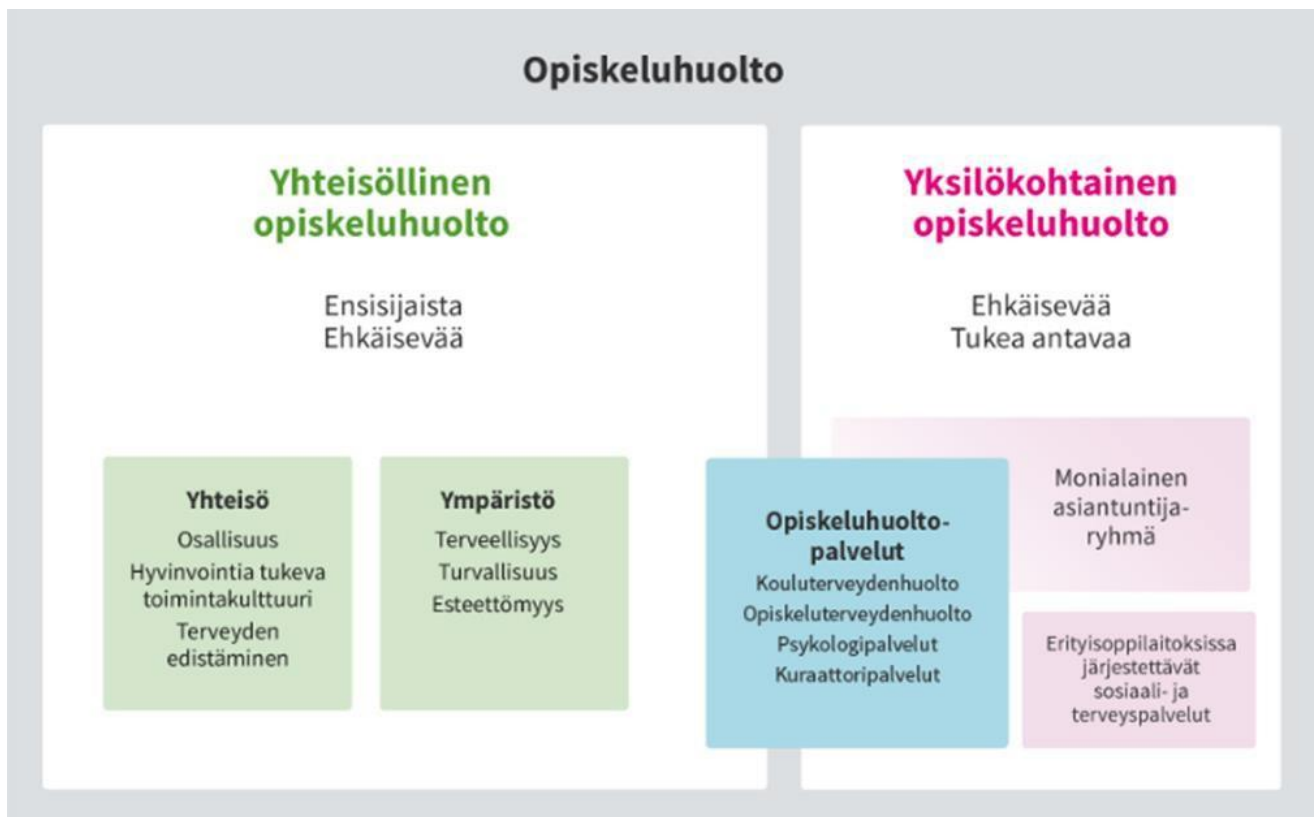 Opiskeluhuolto
Yhteisöllinen
opiskeluhuolto
Ensisijaista
Ehkäisevää
Yhteisö
Osallisuus
Hyvinvointia tukeva
toimintakulttuuri
Terveyden
edistäminen
Ympäristö
Terveellisyys
Turvallisuus
Esteettömyys
Opiskeluhuolto-
palvelut
Kouluterveydenhuolto
Opiskeluterveydenhuolto
Psykologipalvelut
Kuraattoripalvelut
Yksilökohtainen
opiskeluhuolto
Ehkäisevää
Tukea antavaa
Monialainen
asiantuntija-
ryhmä
Erityisoppilaitoksissa
järjestettävät
sosiaali- ja
terveyspalvelut